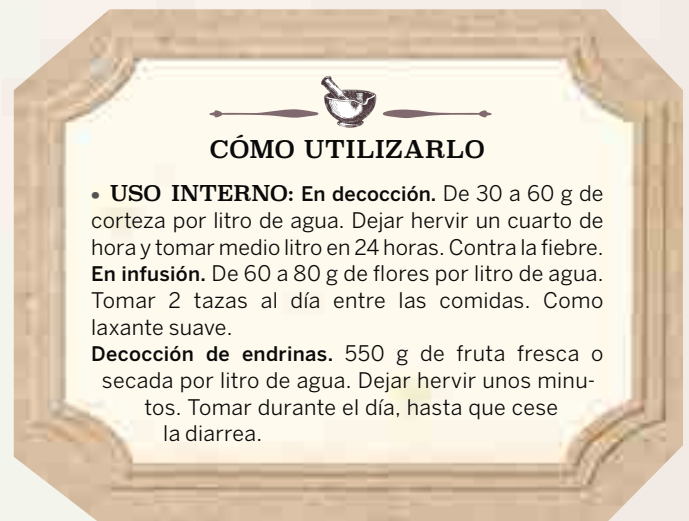 CÓMO UTILIZARLO
• USO INTERNO: En decocción. De 30 a 60 g de
corteza por litro de agua. Dejar hervir un cuarto de
hora y tomar medio litro en 24 horas. Contra la fiebre.
En infusión. De 60 a 80 g de flores por litro de agua.
Tomar 2 tazas al día entre las comidas. Como
laxante suave.
Decocción de endrinas. 550 g de fruta fresca o
secada por litro de agua. Dejar hervir unos minu-
tos. Tomar durante el día, hasta que cese
la diarrea.